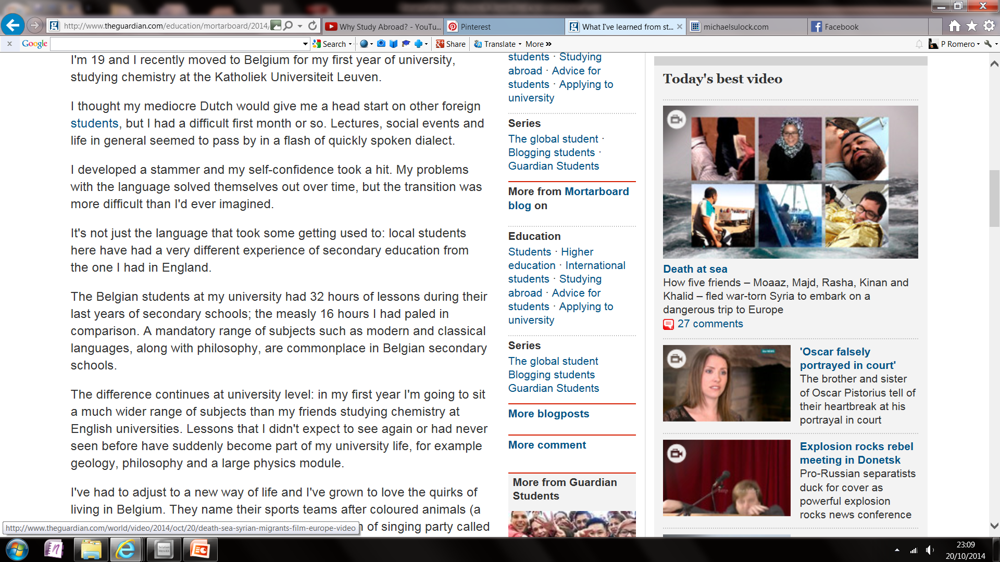 http://www.theguardian.com/education/mortarboard/2014/
Why Study Abroad? - YouTu...
Pinterest
What I've learned from st...
michaelsulock.com
Facebook
x
Google
Search
Share
Translate
More »
P Romero
I'm 19 and I recently moved to Belgium for my first year of university,
studying chemistry at the Katholiek Universiteit Leuven.
I thought my mediocre Dutch would give me a head start on other foreign
students, but I had a difficult first month or so. Lectures, social events and
life in general seemed to pass by in a flash of quickly spoken dialect.
I developed a stammer and my self-confidence took a hit. My problems
with the language solved themselves out over time, but the transition was
more difficult than I'd ever imagined.
It's not just the language that took some getting used to: local students
here have had a very different experience of secondary education from
the one I had in England.
The Belgian students at my university had 32 hours of lessons during their
last years of secondary schools; the measly 16 hours I had paled in
comparison. A mandatory range of subjects such as modern and classical
languages, along with philosophy, are commonplace in Belgian secondary
schools.
The difference continues at university level: in my first year I'm going to sit
a much wider range of subjects than my friends studying chemistry at
English universities. Lessons that I didn't expect to see again or had never
seen before have suddenly become part of my university life, for example
geology, philosophy and a large physics module.
I've had to adjust to a new way of life and I've grown to love the quirks of
living in Belgium. They name their sports teams after coloured animals (a
of singing party called
http://www.theguardian.com/world/video/2014/oct/20/death-sea-syrian-migrants-film-europe-video
students · Studying
abroad · Advice for
students · Applying to
university
Series
The global student ·
Blogging students ·
Guardian Students
More from Mortarboard
blog on
Education
Students · Higher
education · International
students · Studying
abroad · Advice for
students · Applying to
university
Series
The global student
Blogging students
Guardian Students
More blogposts
More comment
More from Guardian
Students
Today's best video
Death at sea
How five friends – Moaaz, Majd, Rasha, Kinan and
Khalid – fled war-torn Syria to embark on a
dangerous trip to Europe
27 comments
'Oscar falsely
portrayed in court'
The brother and sister
of Oscar Pistorius tell of
their heartbreak at his
portrayal in court
Explosion rocks rebel
meeting in Donetsk
Pro-Russian separatists
duck for cover as
powerful explosion
rocks news conference
23:09
20/10/2014